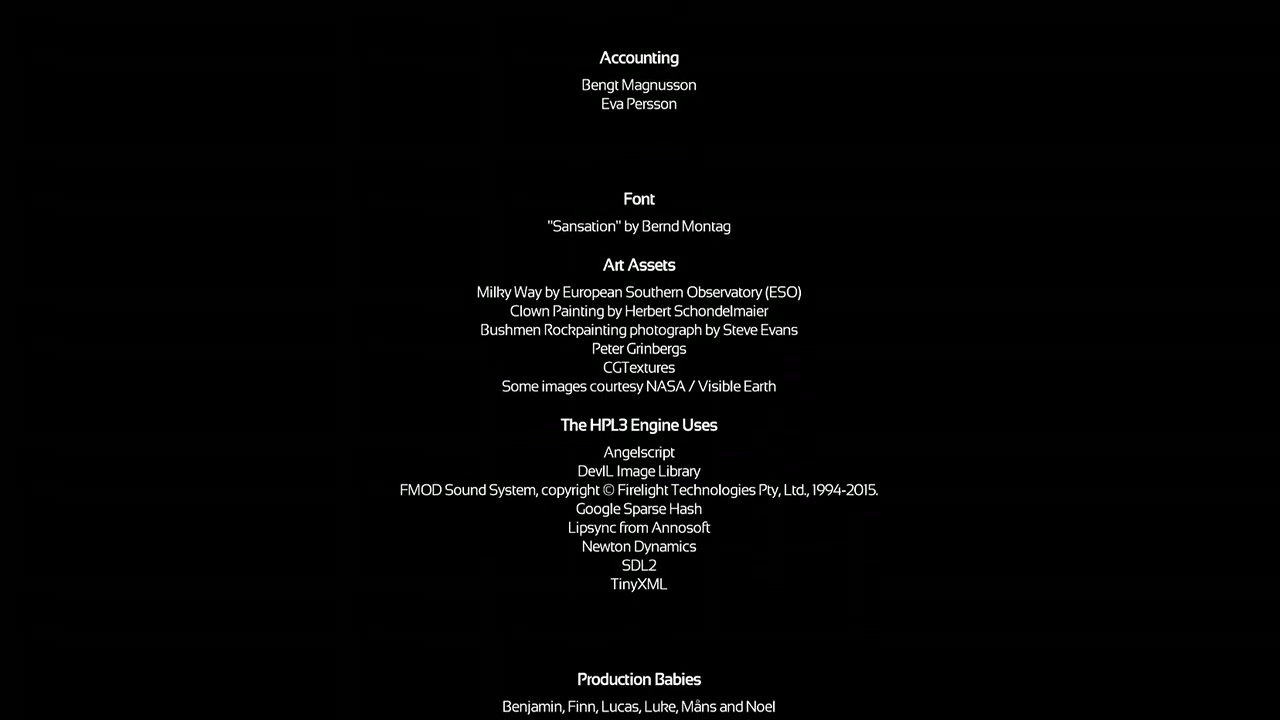 Accounting
Bengt Magnusson
Eva Persson
Font
"Sansation" by Bernd Montag
Art Assets
Milky Way by European Southern Observatory (ESO)
Clown Painting by Herbert Schondelmaier
Bushmen Rockpainting photograph by Steve Evans
Peter Grinbergs
CGTextures
Some images courtesy NASA / Visible Earth
The HPL3 Engine Uses
Angelscript
DevIL Image Library
FMOD Sound System, copyright © Firelight Technologies Pty, Ltd., 1994-2015.
Google Sparse Hash
Lipsync from Annosoft
Newton Dynamics
SDL2
TinyXML
Production Babies
Benjamin, Finn, Lucas, Luke, Måns and Noel